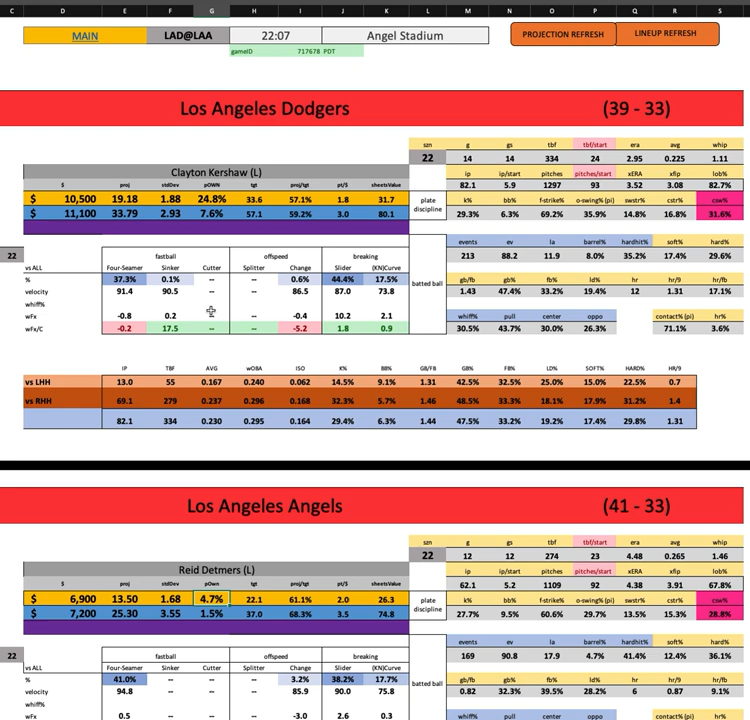 C D E F G H I J K L M N O P Q R S
MAIN LAD@LAA 22:07 Angel Stadium PROJECTION REFRESH LINEUP REFRESH
gameID 717678 PDT
Los Angeles Dodgers (39 - 33)
szn g gs tbf tbf/start era avg whip
22 14 14 334 24 2.95 0.225 1.11
Clayton Kershaw (L) ip ip/start pitches pitches/start xERA xfip lob%
$ proj stdDev pOWN tgt proj/tgt pt/$ sheetsValue 82.1 5.9 1297 93 3.52 3.08 82.7%
$ 10,500 19.18 1.88 24.8% 33.6 57.1% 1.8 31.7 plate discipline k% bb% f-strike% o-swing% (pi) swstr% cstr% csw%
$ 11,100 33.79 2.93 7.6% 57.1 59.2% 3.0 80.1 29.3% 6.3% 69.2% 35.9% 14.8% 16.8% 31.6%
events ev la barrel% hardhit% soft% hard%
22 fastball offspeed breaking 213 88.2 11.9 8.0% 35.2% 17.4% 29.6%
vs ALL Four-Seamer Sinker Cutter Splitter Change Slider (KN)Curve
% 37.3% 0.1% -- -- 0.6% 44.4% 17.5% batted ball gb/fb gb% fb% ld% hr hr/9 hr/fb
velocity 91.4 90.5 -- -- 86.5 87.0 73.8 1.43 47.4% 33.2% 19.4% 12 1.31 17.1%
whiff%
wFx -0.8 0.2 -- -- -0.4 10.2 2.1 whiff% pull center oppo contact% (pi) hr%
wFx/C -0.2 17.5 -- -- -5.2 1.8 0.9 30.5% 43.7% 30.0% 26.3% 71.1% 3.6%
IP TBF AVG wOBA ISO K% BB% GB/FB GB% FB% LD% SOFT% HARD% HR/9
vs LHH 13.0 55 0.167 0.240 0.062 14.5% 9.1% 1.31 42.5% 32.5% 25.0% 15.0% 22.5% 0.7
vs RHH 69.1 279 0.237 0.296 0.168 32.3% 5.7% 1.46 48.5% 33.3% 18.1% 17.9% 31.2% 1.4
82.1 334 0.230 0.295 0.164 29.4% 6.3% 1.44 47.5% 33.2% 19.2% 17.4% 29.8% 1.31
Los Angeles Angels (41 - 33)
szn g gs tbf tbf/start era avg whip
22 12 12 274 23 4.48 0.265 1.46
Reid Detmers (L) ip ip/start pitches pitches/start xERA xfip lob%
$ proj stdDev pOwn tgt proj/tgt pt/$ sheetsValue 62.1 5.2 1109 92 4.38 3.91 67.8%
$ 6,900 13.50 1.68 4.7% 22.1 61.1% 2.0 26.3 plate discipline k% bb% f-strike% o-swing% (pi) swstr% cstr% csw%
$ 7,200 25.30 3.55 1.5% 37.0 68.3% 3.5 74.8 27.7% 9.5% 60.6% 29.7% 13.5% 15.3% 28.8%
events ev la barrel% hardhit% soft% hard%
22 fastball offspeed breaking 169 90.8 17.9 4.7% 41.4% 12.4% 36.1%
vs ALL Four-Seamer Sinker Cutter Splitter Change Slider (KN)Curve
% 41.0% -- -- -- 3.2% 38.2% 17.7% batted ball gb/fb gb% fb% ld% hr hr/9 hr/fb
velocity 94.8 -- -- -- 85.9 90.0 75.8 0.82 32.3% 39.5% 28.2% 6 0.87 9.1%
whiff%
wFx 0.5 -- -- -- -3.0 2.6 0.3 whiff% pull center oppo contact% (pi) hr%